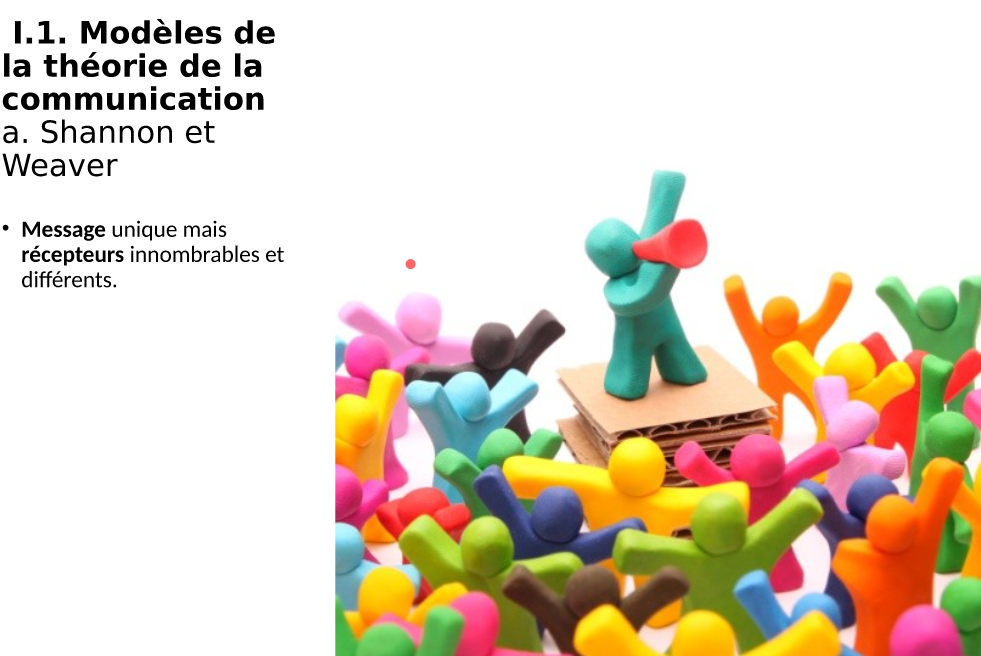 I.1. Modèles de
la théorie de la
communication
a. Shannon et
Weaver
• Message unique mais
récepteurs innombrables et
différents.